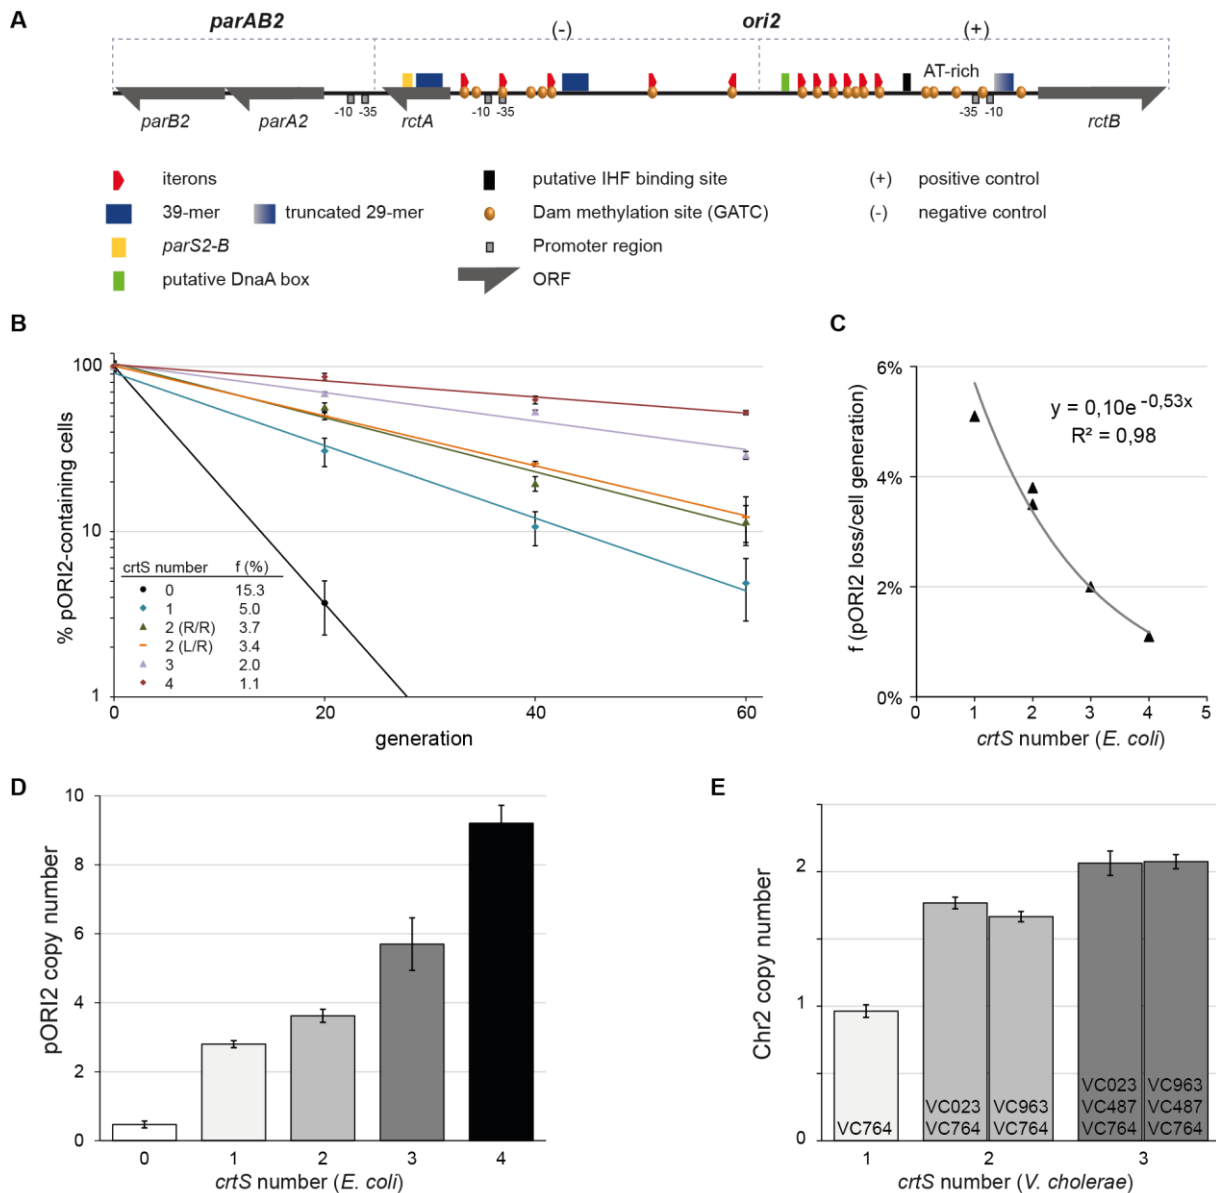 A
parAB2
(-)
ori2
(+)
AT-rich
-10 -35
-10 -35
-35 -10
parB2
parA2
rctA
rctB
iterons
putative IHF binding site
(+) positive control
39-mer
truncated 29-mer
Dam methylation site (GATC)
(-) negative control
parS2-B
Promoter region
putative DnaA box
ORF
B
% pORI2-containing cells
100
10
1
crtS number f (%)
0 15.3
1 5.0
2 (R/R) 3.7
2 (L/R) 3.4
3 2.0
4 1.1
0 20 40 60
generation
C
f (pORI2 loss/cell generation)
6%
4%
2%
0%
y = 0,10e^-0,53x
R² = 0,98
0 1 2 3 4 5
crtS number (E. coli)
D
pORI2 copy number
10
8
6
4
2
0
0 1 2 3 4
crtS number (E. coli)
E
Chr2 copy number
2
1
0
VC764
VC023
VC764
VC963
VC764
VC023
VC487
VC764
VC963
VC487
VC764
1 2 3
crtS number (V. cholerae)